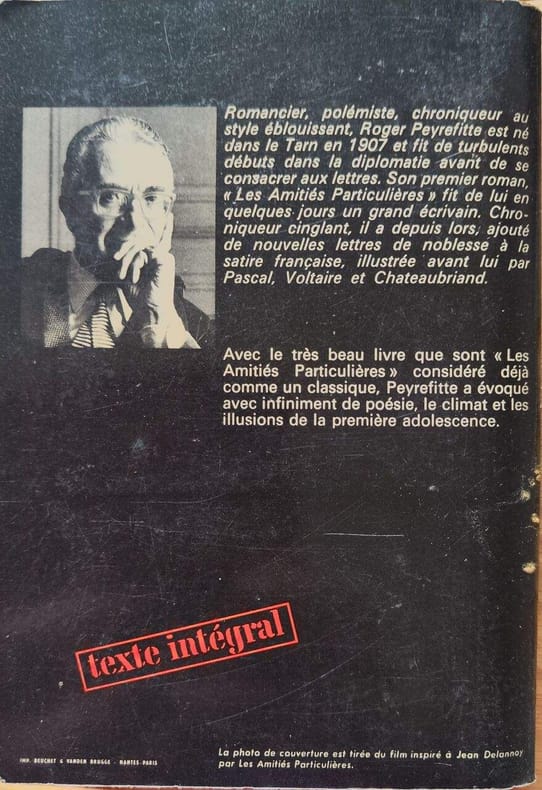 Romancier, polémiste, chroniqueur au
style éblouissant, Roger Peyrefitte est né
dans le Tarn en 1907 et fit de turbulents
débuts dans la diplomatie avant de se
consacrer aux lettres. Son premier roman,
« Les Amitiés Particulières » fit de lui en
quelques jours un grand écrivain. Chro-
niqueur cinglant, il a depuis lors, ajouté
de nouvelles lettres de noblesse à la
satire française, illustrée avant lui par
Pascal, Voltaire et Chateaubriand.
Avec le très beau livre que sont « Les
Amitiés Particulières » considéré déjà
comme un classique, Peyrefitte a évoqué
avec infiniment de poésie, le climat et les
illusions de la première adolescence.
texte intégral
La photo de couverture est tirée du film inspiré à Jean Delannoy
par Les Amitiés Particulières.
IMP. BEUCHET & VANDEN BRUGGE - NANTES-PARIS